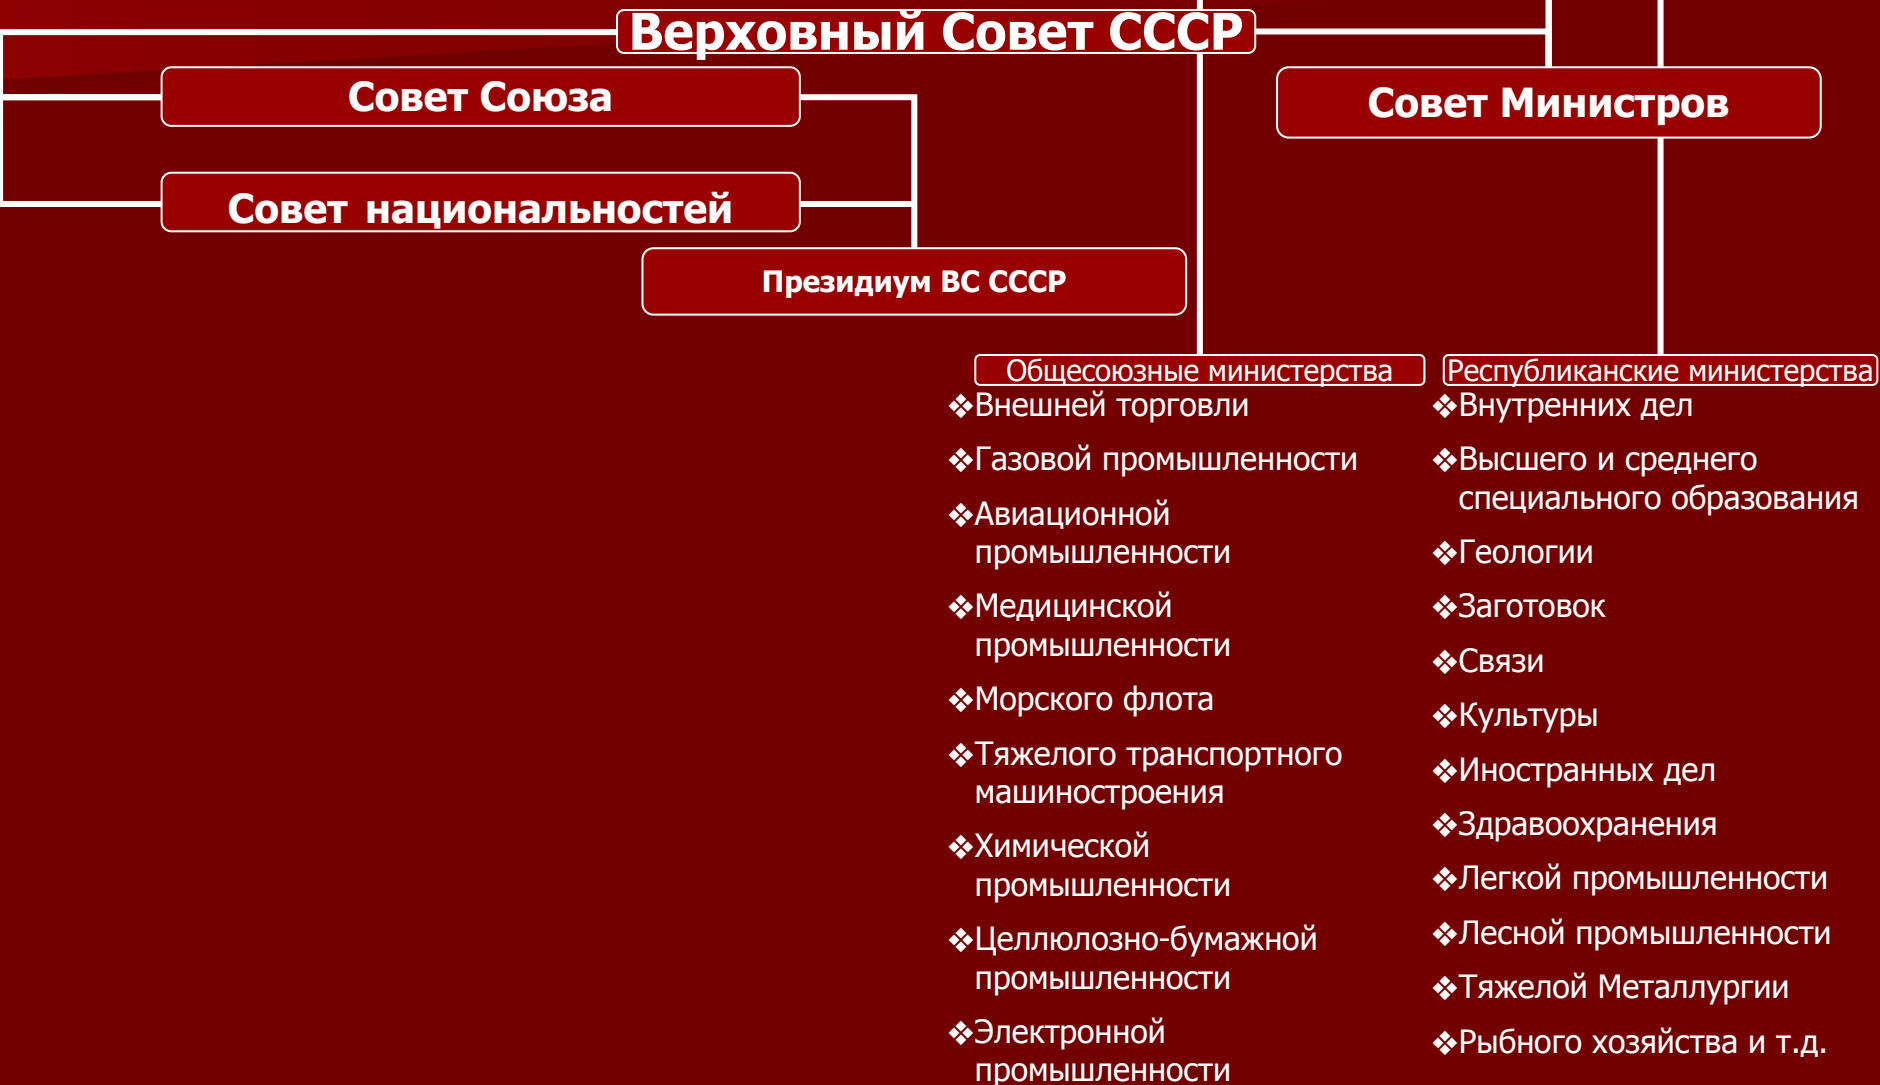 Верховный Совет СССР
Совет Союза
Совет Министров
Совет национальностей
Президиум ВС СССР
Общесоюзные министерства
❖Внешней торговли
❖Газовой промышленности
❖Авиационной
промышленности
❖Медицинской
промышленности
❖Морского флота
❖Тяжелого транспортного
машиностроения
❖Химической
промышленности
❖Целлюлозно-бумажной
промышленности
❖Электронной
промышленности
Республиканские министерства
❖Внутренних дел
❖Высшего и среднего
специального образования
❖Геологии
❖Заготовок
❖Связи
❖Культуры
❖Иностранных дел
❖Здравоохранения
❖Легкой промышленности
❖Лесной промышленности
❖Тяжелой Металлургии
❖Рыбного хозяйства и т.д.